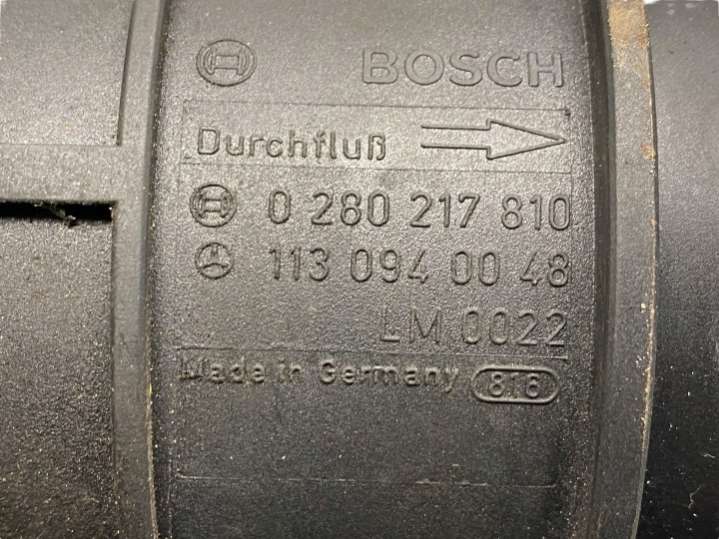 BOSCH
Durchfluß
0 280 217 810
113 094 00 48
LM 0022
Made in Germany 816